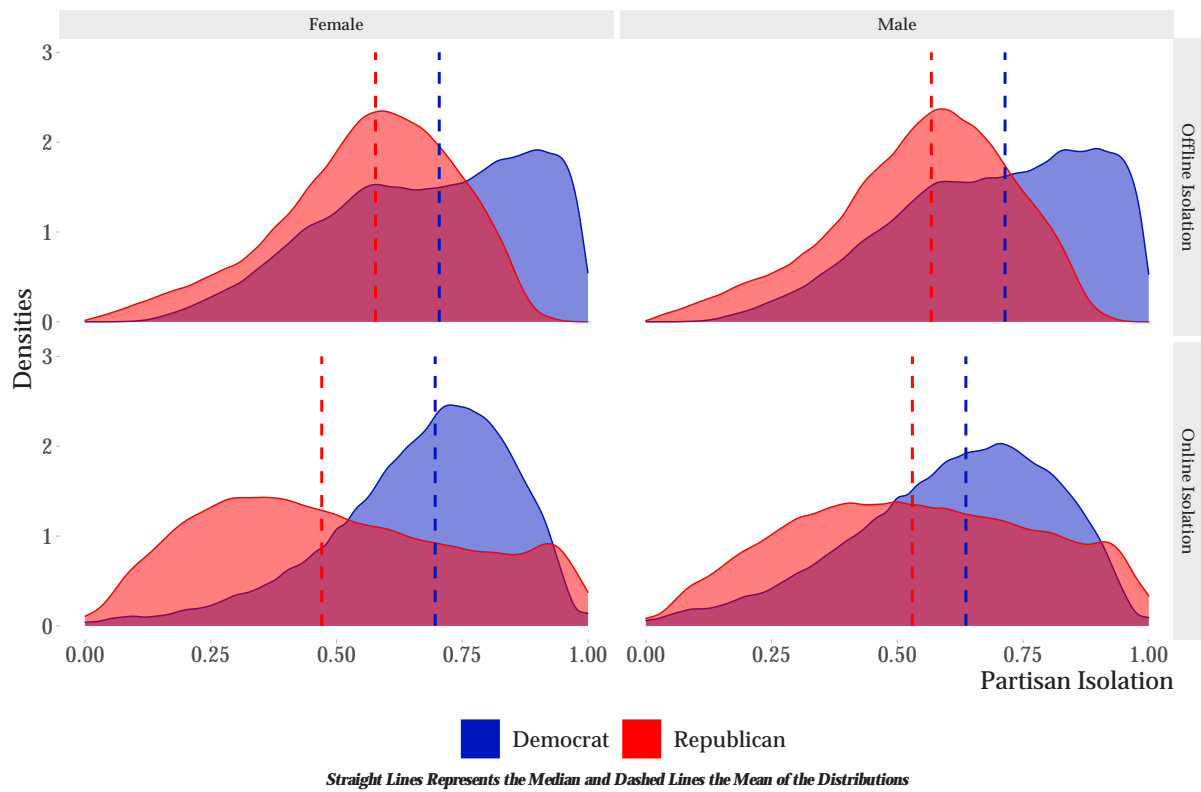 Female
Male
3
2
1
0
Offline Isolation
Densities
3
2
1
0
Online Isolation
0.00 0.25 0.50 0.75 1.00
0.00 0.25 0.50 0.75 1.00
Partisan Isolation
Democrat Republican
Straight Lines Represents the Median and Dashed Lines the Mean of the Distributions